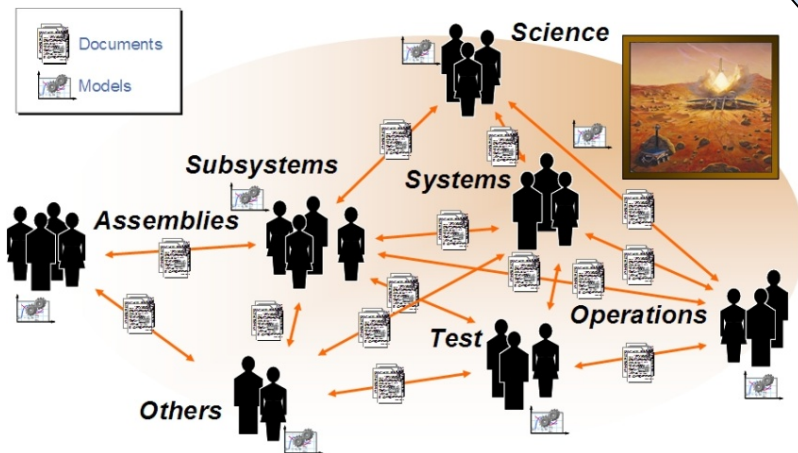 Documents
Models
Science
Subsystems
Systems
Assemblies
Operations
Test
Others